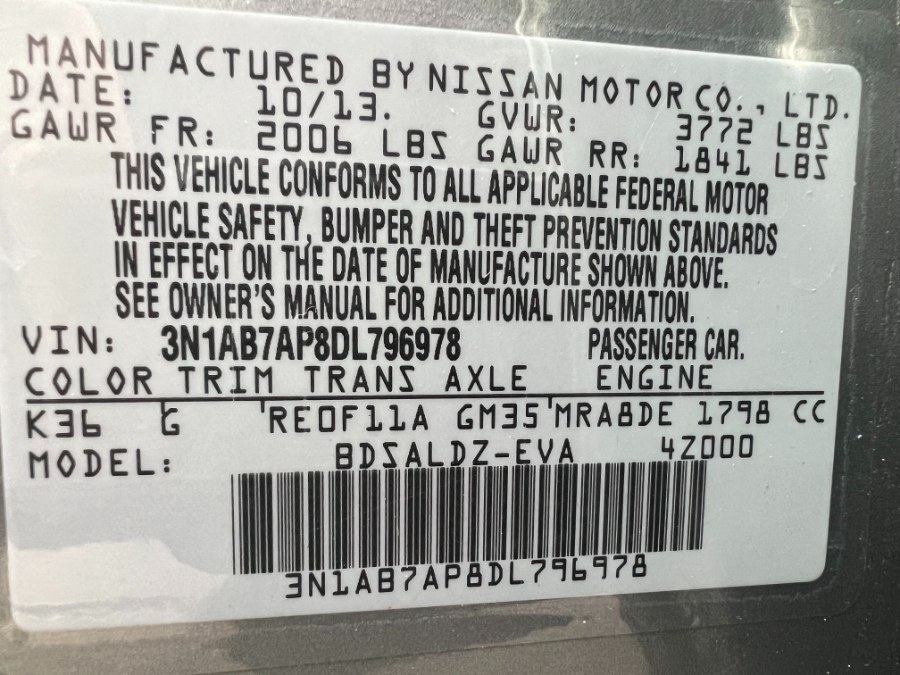 MANUFACTURED BY NISSAN MOTOR CO., LTD.
DATE: 10/13. GVWR: 3772 LBS
GAWR FR: 2006 LBS GAWR RR: 1841 LBS
THIS VEHICLE CONFORMS TO ALL APPLICABLE FEDERAL MOTOR
VEHICLE SAFETY, BUMPER AND THEFT PREVENTION STANDARDS
IN EFFECT ON THE DATE OF MANUFACTURE SHOWN ABOVE.
SEE OWNER'S MANUAL FOR ADDITIONAL INFORMATION.
VIN: 3N1AB7AP8DL796978 PASSENGER CAR.
COLOR TRIM TRANS AXLE ENGINE
K36 G RE0F11A GM35 MRA8DE 1798 CC
MODEL: BDSALDZ-EVA 4Z000
3N1AB7AP8DL796978